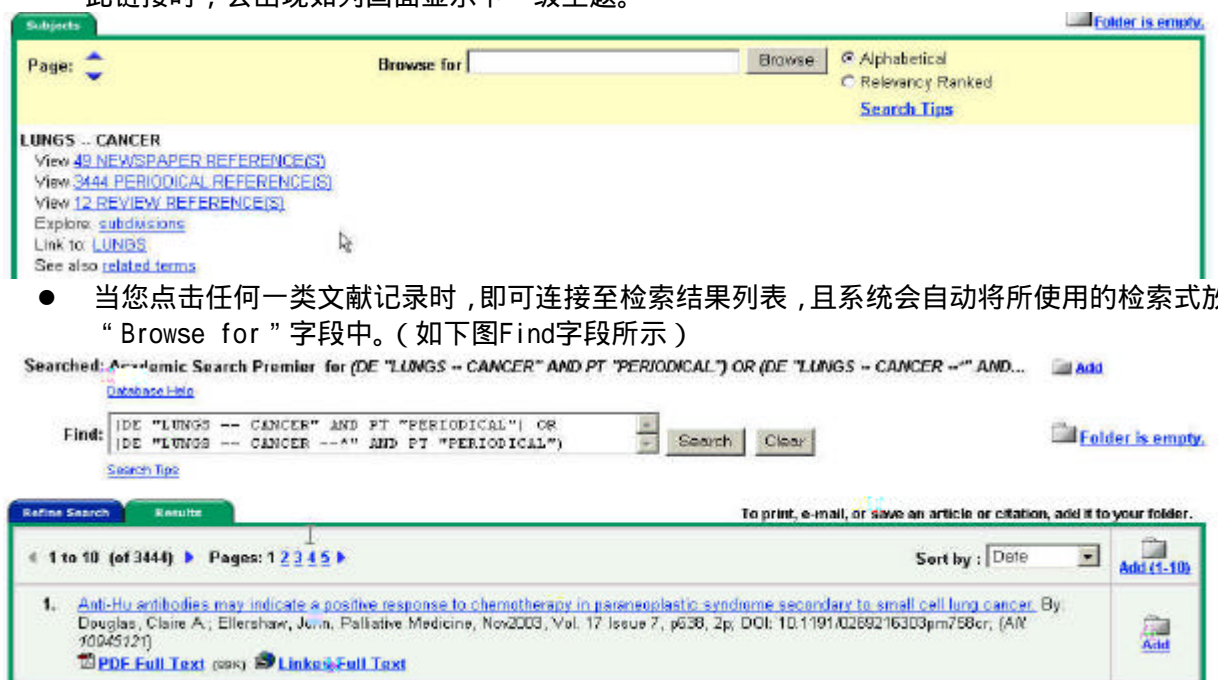 此链接时，会出现如列画面显示下一级主题。
Subjects
Folder is empty.
Page:
Browse for
Browse
Alphabetical
Relevancy Ranked
Search Tips
LUNGS -- CANCER
View 49 NEWSPAPER REFERENCE(S)
View 3444 PERIODICAL REFERENCE(S)
View 12 REVIEW REFERENCE(S)
Explore: subdivisions
Link to: LUNGS
See also related terms
● 当您点击任何一类文献记录时，即可连接至检索结果列表，且系统会自动将所使用的检索式放
“Browse for”字段中。（如下图Find字段所示）
Searched: Academic Search Premier for (DE "LUNGS -- CANCER" AND PT "PERIODICAL") OR (DE "LUNGS -- CANCER --*" AND...
Add
Database Help
Find: (DE "LUNGS -- CANCER" AND PT "PERIODICAL") OR
(DE "LUNGS -- CANCER --*" AND PT "PERIODICAL")
Search
Clear
Folder is empty.
Search Tips
Refine Search
Results
To print, e-mail, or save an article or citation, add it to your folder.
1 to 10 (of 3444) Pages: 1 2 3 4 5
Sort by : Date
Add (1-10)
1. Anti-Hu antibodies may indicate a positive response to chemotherapy in paraneoplastic syndrome secondary to small cell lung cancer. By:
Douglas, Claire A.; Ellershaw, John. Palliative Medicine, Nov2003, Vol. 17 Issue 7, p638, 2p; DOI: 10.1191/0269216303pm758cr; (AN
10945121)
Add
PDF Full Text Linked Full Text